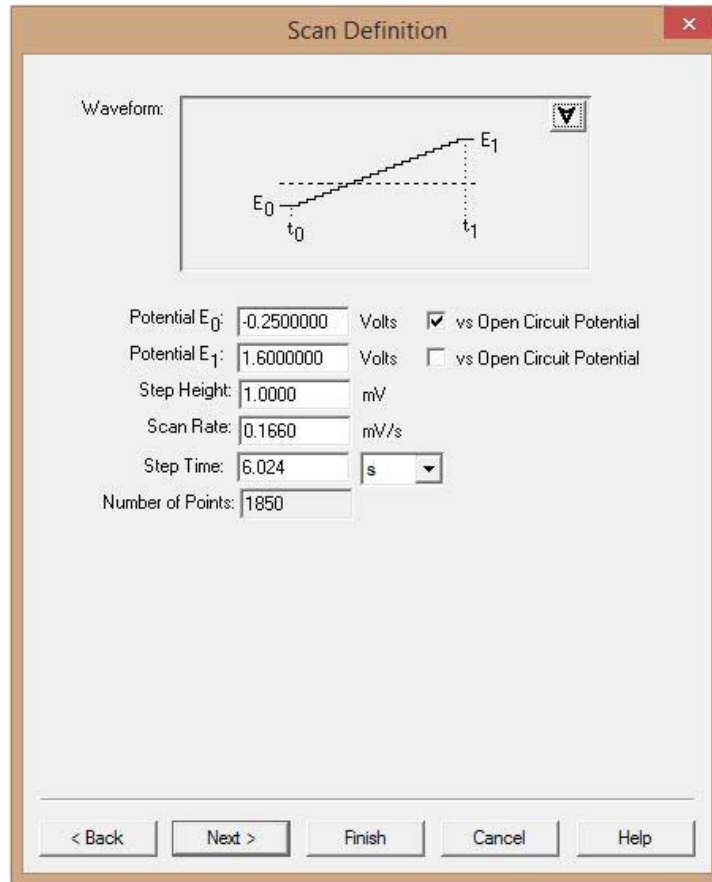 Scan Definition
Waveform:
E1
E0
t0
t1
Potential E0: -0.2500000 Volts vs Open Circuit Potential
Potential E1: 1.6000000 Volts vs Open Circuit Potential
Step Height: 1.0000 mV
Scan Rate: 0.1660 mV/s
Step Time: 6.024 s
Number of Points: 1850
< Back Next > Finish Cancel Help